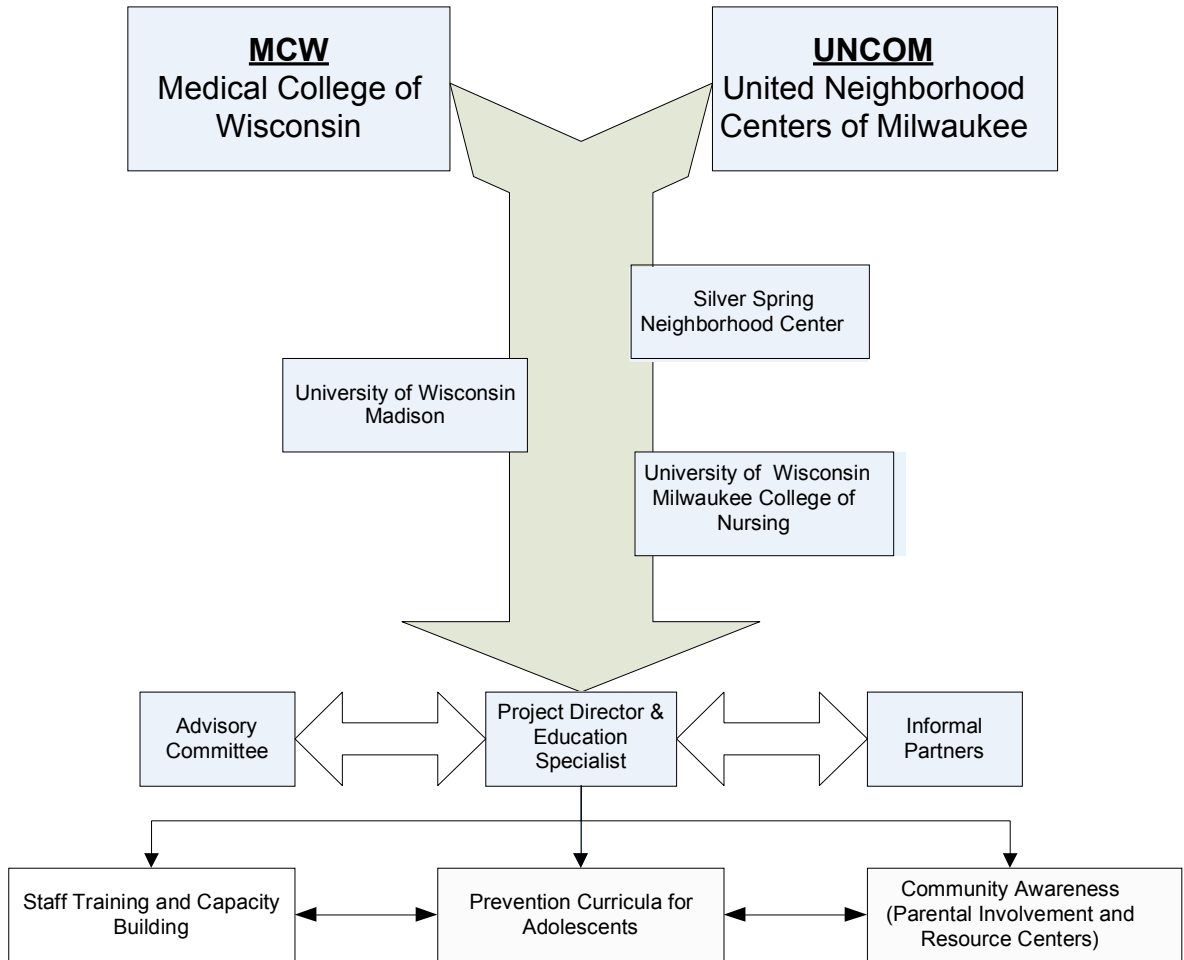 MCW
Medical College of
Wisconsin
UNCOM
United Neighborhood
Centers of Milwaukee
Silver Spring
Neighborhood Center
University of Wisconsin
Madison
University of Wisconsin
Milwaukee College of
Nursing
Advisory
Committee
Project Director &
Education
Specialist
Informal
Partners
Staff Training and Capacity
Building
Prevention Curricula for
Adolescents
Community Awareness
(Parental Involvement and
Resource Centers)